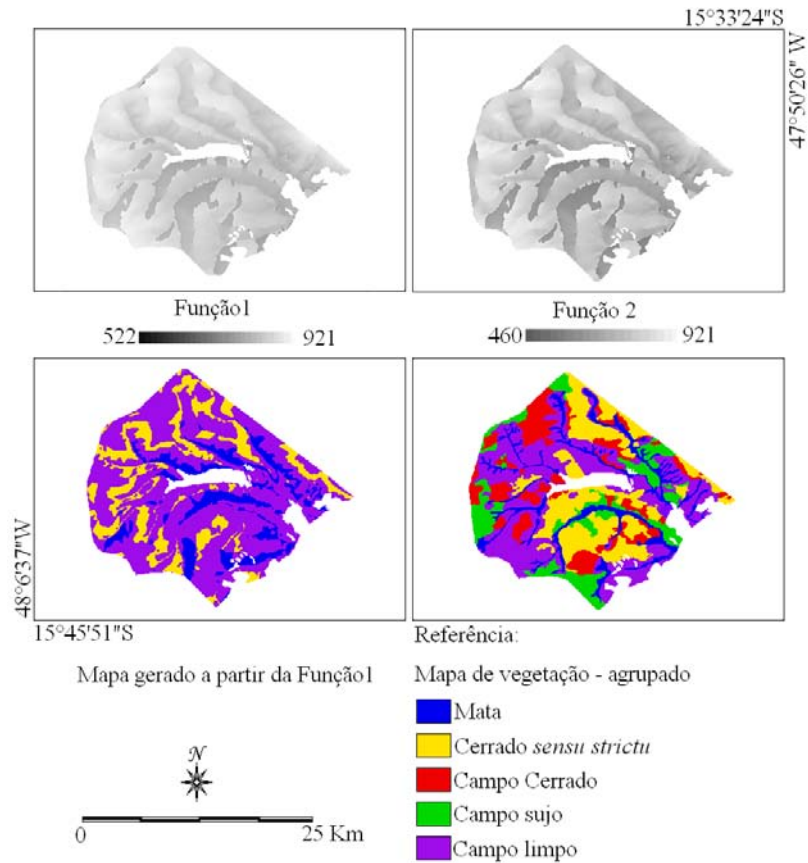 15°33'24"S
47°50'26" W
Função1
522 921
Função 2
460 921
48°6'37"W
15°45'51"S
Mapa gerado a partir da Função1
Referência:
Mapa de vegetação - agrupado
Mata
Cerrado sensu strictu
Campo Cerrado
Campo sujo
Campo limpo
N
0 25 Km